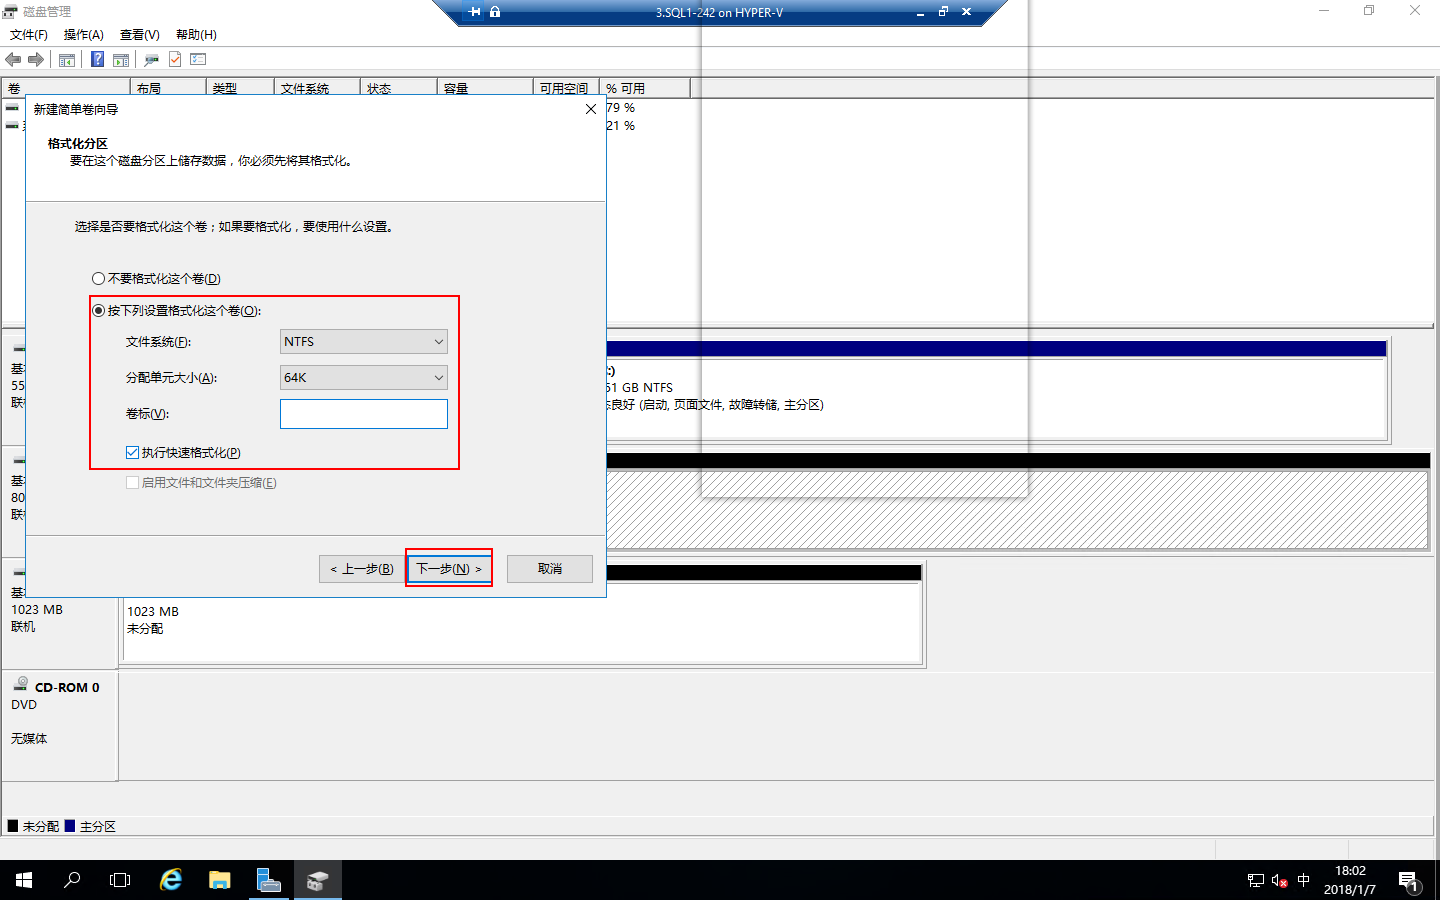 磁盘管理
3.SQL1-242 on HYPER-V
文件(F) 操作(A) 查看(V) 帮助(H)
卷 布局 类型 文件系统 状态 容量 可用空间 % 可用
79 %
21 %
新建简单卷向导
格式化分区
要在这个磁盘分区上储存数据，你必须先将其格式化。
选择是否要格式化这个卷；如果要格式化，要使用什么设置。
不要格式化这个卷(D)
按下列设置格式化这个卷(O):
文件系统(F): NTFS
分配单元大小(A): 64K
卷标(V):
执行快速格式化(P)
启用文件和文件夹压缩(E)
< 上一步(B) 下一步(N) > 取消
:)
51 GB NTFS
良好 (启动, 页面文件, 故障转储, 主分区)
基
55
联
基
80
联
基
1023 MB
联机
1023 MB
未分配
CD-ROM 0
DVD
无媒体
未分配 主分区
中
18:02
2018/1/7
1